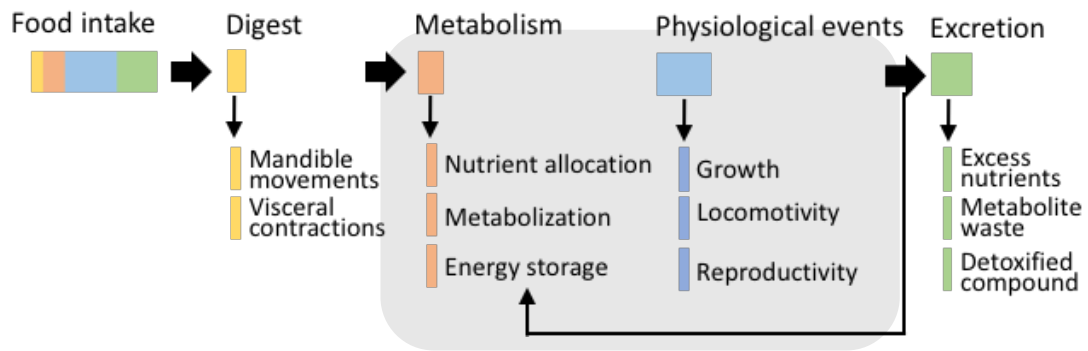 Food intake
Digest
Metabolism
Physiological events
Excretion
Mandible
movements
Visceral
contractions
Nutrient allocation
Metabolization
Energy storage
Growth
Locomotivity
Reproductivity
Excess
nutrients
Metabolite
waste
Detoxified
compound